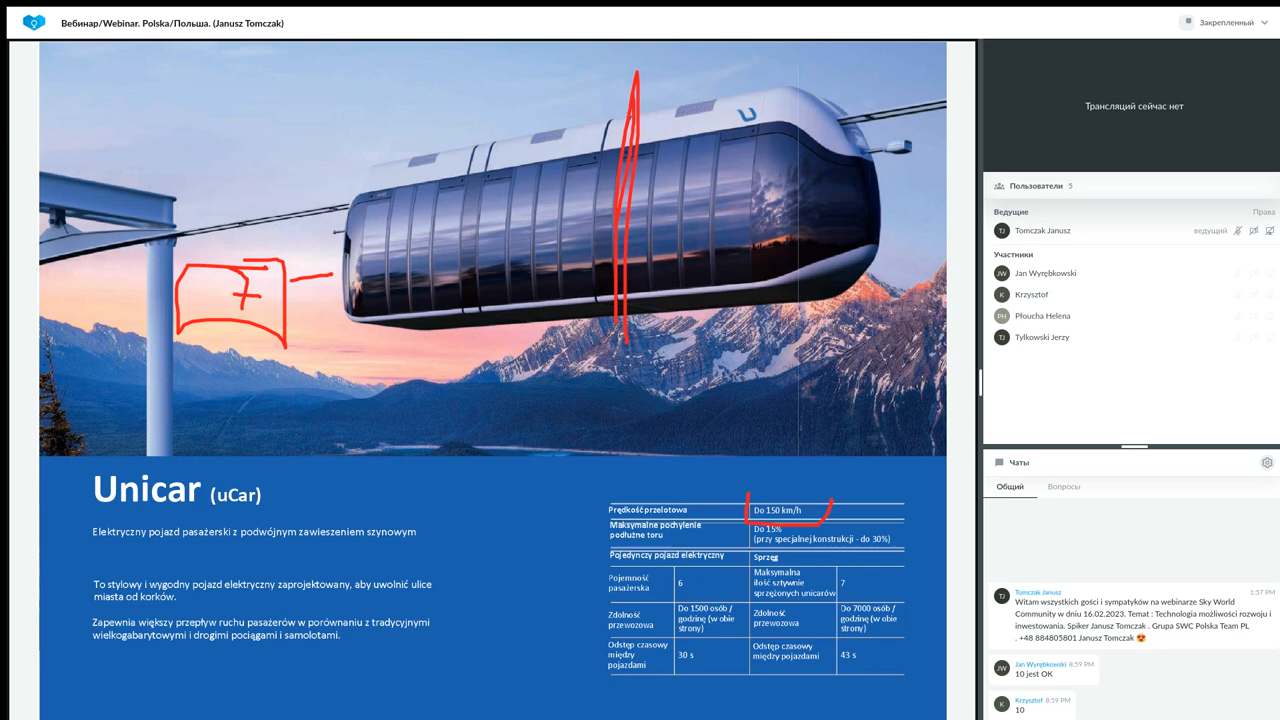 Вебинар/Webinar. Polska/Польша. (Janusz Tomczak)
Закрепленный
Трансляций сейчас нет
Пользователи 5
Ведущие
Права
TJ
Tomczak Janusz
ведущий
Участники
JW
Jan Wyrębkowski
K
Krzysztof
PH
Płoucha Helena
TJ
Tylkowski Jerzy
U
7
Unicar (uCar)
Elektryczny pojazd pasażerski z podwójnym zawieszeniem szynowym
To stylowy i wygodny pojazd elektryczny zaprojektowany, aby uwolnić ulice
miasta od korków.
Zapewnia większy przepływ ruchu pasażerów w porównaniu z tradycyjnymi
wielkogabarytowymi i drogimi pociągami i samolotami.
Prędkość przelotowa
Do 150 km/h
Maksymalne pochylenie
podłużne toru
Do 15%
(przy specjalnej konstrukcji - do 30%)
Pojedynczy pojazd elektryczny
Sprzęg
Pojemność
pasażerska
6
Maksymalna
ilość sztywnie
sprzężonych unicarów
7
Zdolność
przewozowa
Do 1500 osób /
godzinę (w obie
strony)
Zdolność
przewozowa
Do 7000 osób /
godzinę (w obie
strony)
Odstęp czasowy
między
pojazdami
30 s
Odstęp czasowy
między pojazdami
43 s
Чаты
Общий
Вопросы
TJ
Tomczak Janusz
1:57 PM
Witam wszystkich gości i sympatyków na webinarze Sky World
Community w dniu 16.02.2023. Temat : Technologia możliwości rozwoju i
inwestowania. Spiker Janusz Tomczak . Grupa SWC Polska Team PL
. +48 884805801 Janusz Tomczak 😍
JW
Jan Wyrębkowski 8:59 PM
10 jest OK
K
Krzysztof 8:59 PM
10